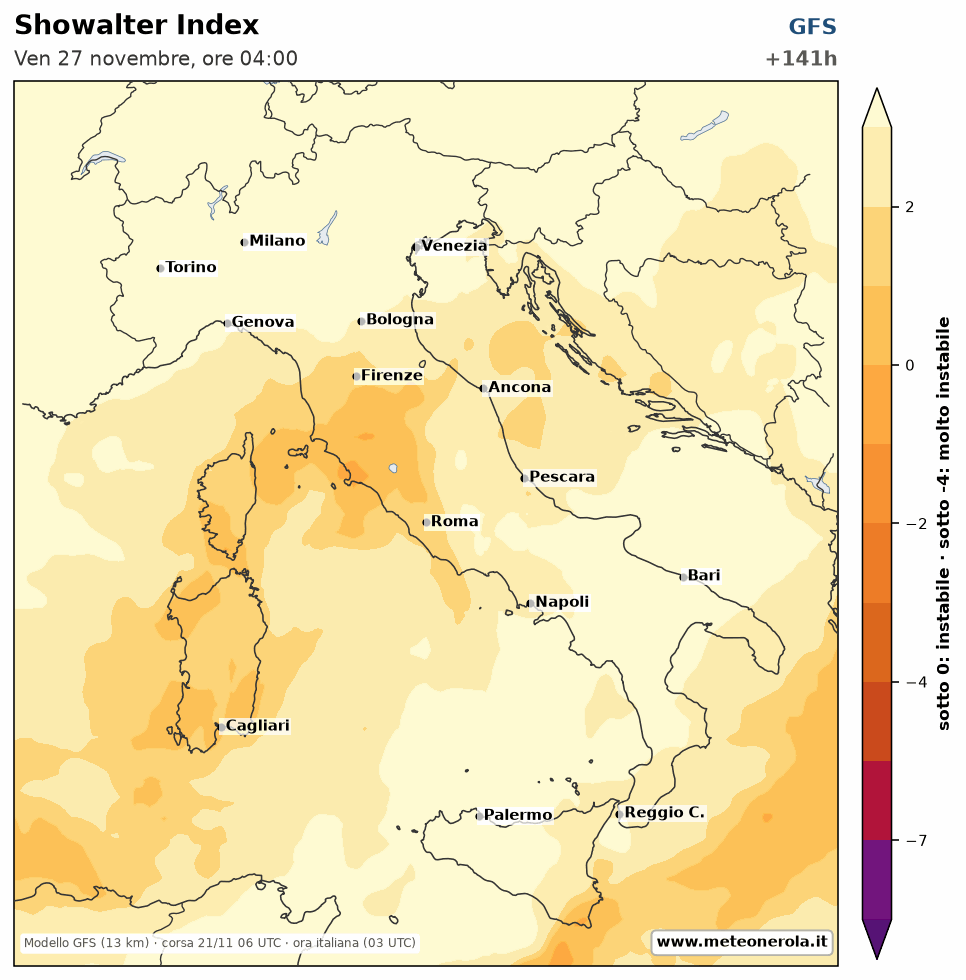 Showalter Index
GFS
Ven 27 novembre, ore 04:00
+141h
Milano
Venezia
Torino
Genova
Bologna
Firenze
Ancona
Pescara
Roma
Bari
Napoli
Cagliari
Palermo
Reggio C.
2
0
−2
−4
−7
sotto 0: instabile · sotto -4: molto instabile
Modello GFS (13 km) · corsa 21/11 06 UTC · ora italiana (03 UTC)
www.meteonerola.it